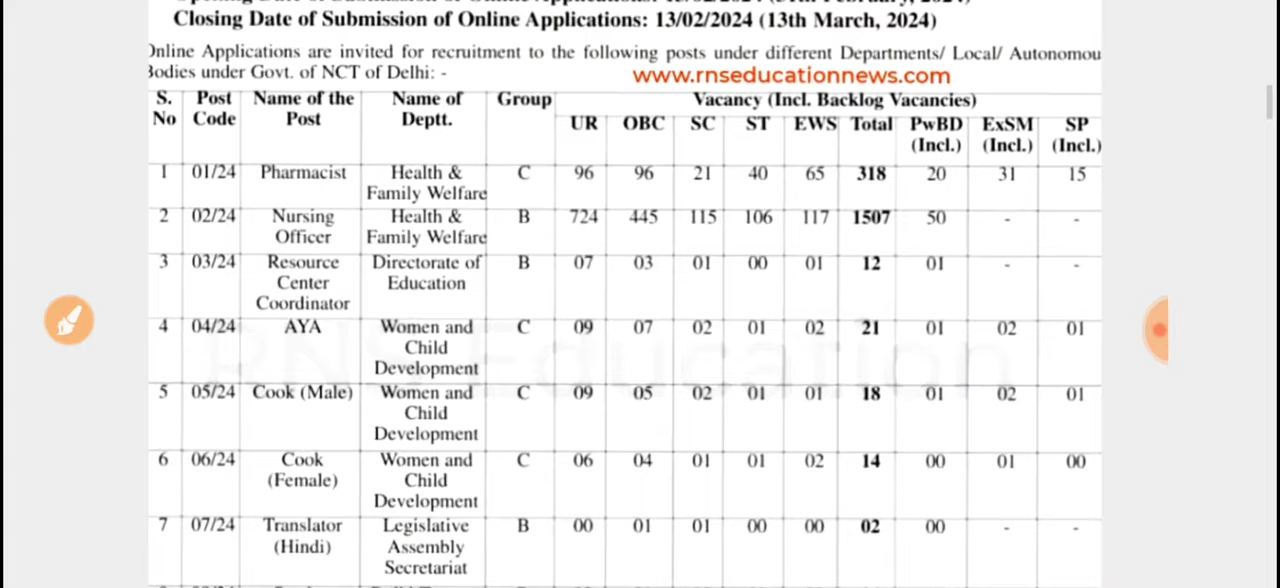 Closing Date of Submission of Online Applications: 13/02/2024 (13th March, 2024)
Online Applications are invited for recruitment to the following posts under different Departments/ Local/ Autonomou
Bodies under Govt. of NCT of Delhi: -
www.rnseducationnews.com
S. No Post Code Name of the Post Name of Deptt. Group Vacancy (Incl. Backlog Vacancies)
UR OBC SC ST EWS Total PwBD (Incl.) ExSM (Incl.) SP (Incl.)
1 01/24 Pharmacist Health & Family Welfare C 96 96 21 40 65 318 20 31 15
2 02/24 Nursing Officer Health & Family Welfare B 724 445 115 106 117 1507 50 - -
3 03/24 Resource Center Coordinator Directorate of Education B 07 03 01 00 01 12 01 - -
4 04/24 AYA Women and Child Development C 09 07 02 01 02 21 01 02 01
5 05/24 Cook (Male) Women and Child Development C 09 05 02 01 01 18 01 02 01
6 06/24 Cook (Female) Women and Child Development C 06 04 01 01 02 14 00 01 00
7 07/24 Translator (Hindi) Legislative Assembly Secretariat B 00 01 01 00 00 02 00 - -
RNS Education